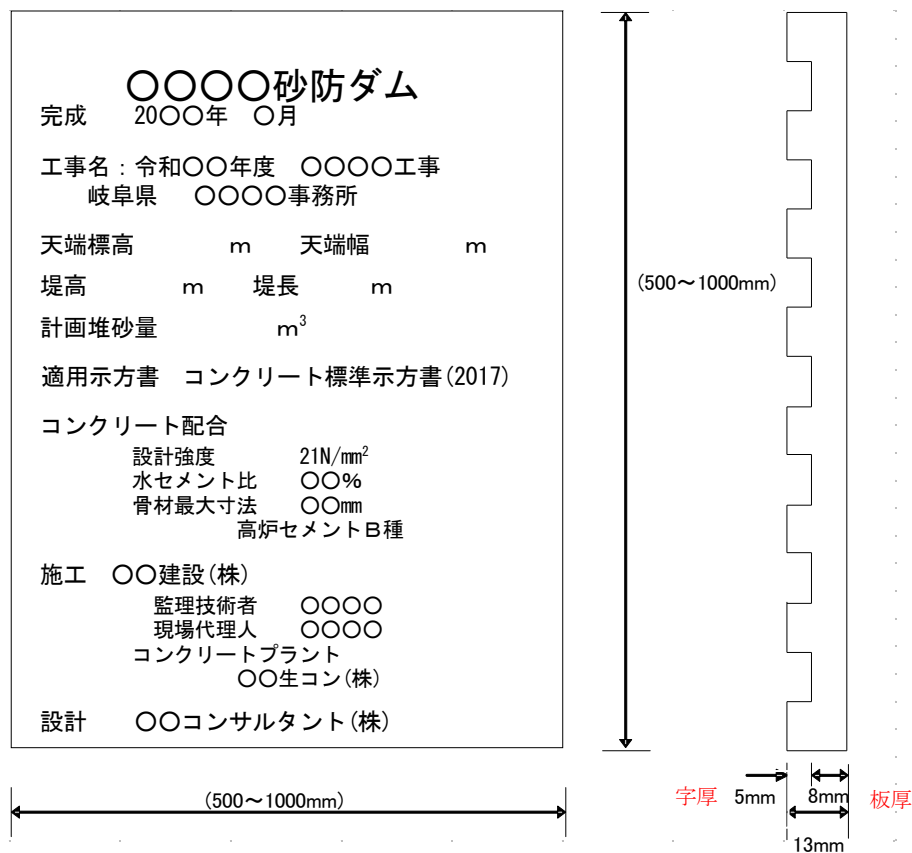 〇〇〇〇砂防ダム
完成　20〇〇年　〇月
工事名：令和〇〇年度　〇〇〇〇工事
岐阜県　〇〇〇〇事務所
天端標高　m　天端幅　m
堤高　m　堤長　m
計画堆砂量　m³
適用示方書　コンクリート標準示方書(2017)
コンクリート配合
設計強度　21N/mm²
水セメント比　〇〇%
骨材最大寸法　〇〇mm
高炉セメントB種
施工　〇〇建設(株)
監理技術者　〇〇〇〇
現場代理人　〇〇〇〇
コンクリートプラント
〇〇生コン(株)
設計　〇〇コンサルタント(株)
(500～1000mm)
(500～1000mm)
字厚　5mm　8mm　板厚
13mm